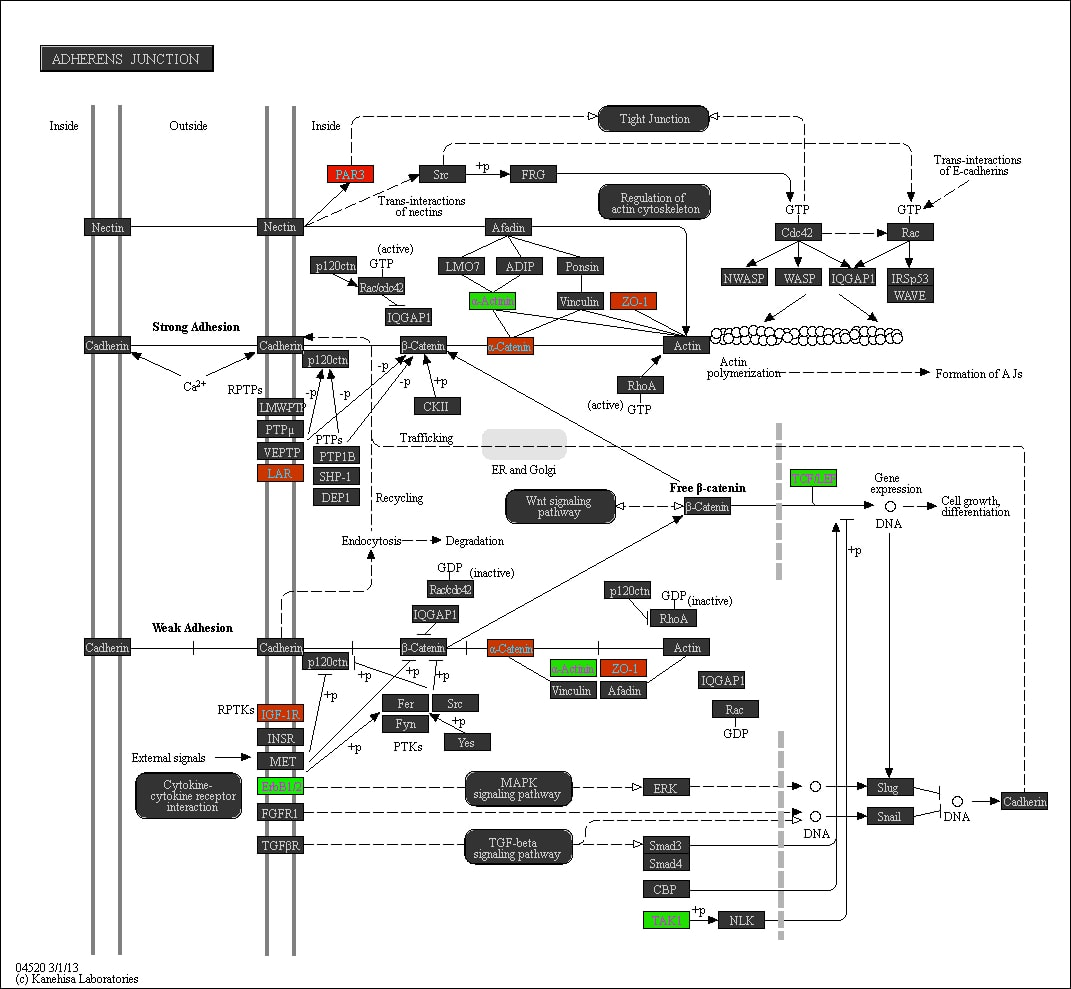 ADHERENS JUNCTION
Inside
Outside
Inside
Tight Junction
PAR3
Src
+p
FRG
Trans-interactions
of E-cadherins
Trans-interactions
of nectins
Regulation of
actin cytoskeleton
GTP
GTP
Nectin
Nectin
Afadin
Cdc42
Rac
(active)
p120ctn
GTP
LMO7
ADIP
Ponsin
NWASP
WASP
IQGAP1
IRSp53
WAVE
Rac/cdc42
α-Actinin
Vinculin
ZO-1
IQGAP1
Strong Adhesion
Cadherin
Cadherin
β-Catenin
α-Catenin
Actin
p120ctn
Actin
polymerization
Formation of AJs
Ca2+
RPTPs
-p
-p
-p
+p
RhoA
(active)
GTP
LMW-PTP
CKII
PTPμ
PTPs
Trafficking
VEPTP
PTP1B
LAR
SHP-1
ER and Golgi
DEP1
Recycling
TCF/LEF
Gene
expression
Free β-catenin
Wnt signaling
pathway
β-Catenin
Cell growth,
differentiation
DNA
Endocytosis
Degradation
+p
GDP
(inactive)
Rac/cdc42
p120ctn
GDP
(inactive)
IQGAP1
RhoA
Weak Adhesion
Cadherin
Cadherin
β-Catenin
α-Catenin
Actin
p120ctn
+p
+p
+p
α-Actinin
ZO-1
IQGAP1
Vinculin
Afadin
+p
Fer
Src
RPTKs
IGF-1R
Rac
Fyn
+p
GDP
INSR
+p
PTKs
Yes
External signals
MET
Cytokine-
cytokine receptor
interaction
ErbB1/2
MAPK
signaling pathway
ERK
Slug
FGFR1
Snail
Cadherin
DNA
DNA
TGFβR
TGF-beta
signaling pathway
Smad3
Smad4
CBP
TAK1
+p
NLK
04520 3/1/13
(c) Kanehisa Laboratories